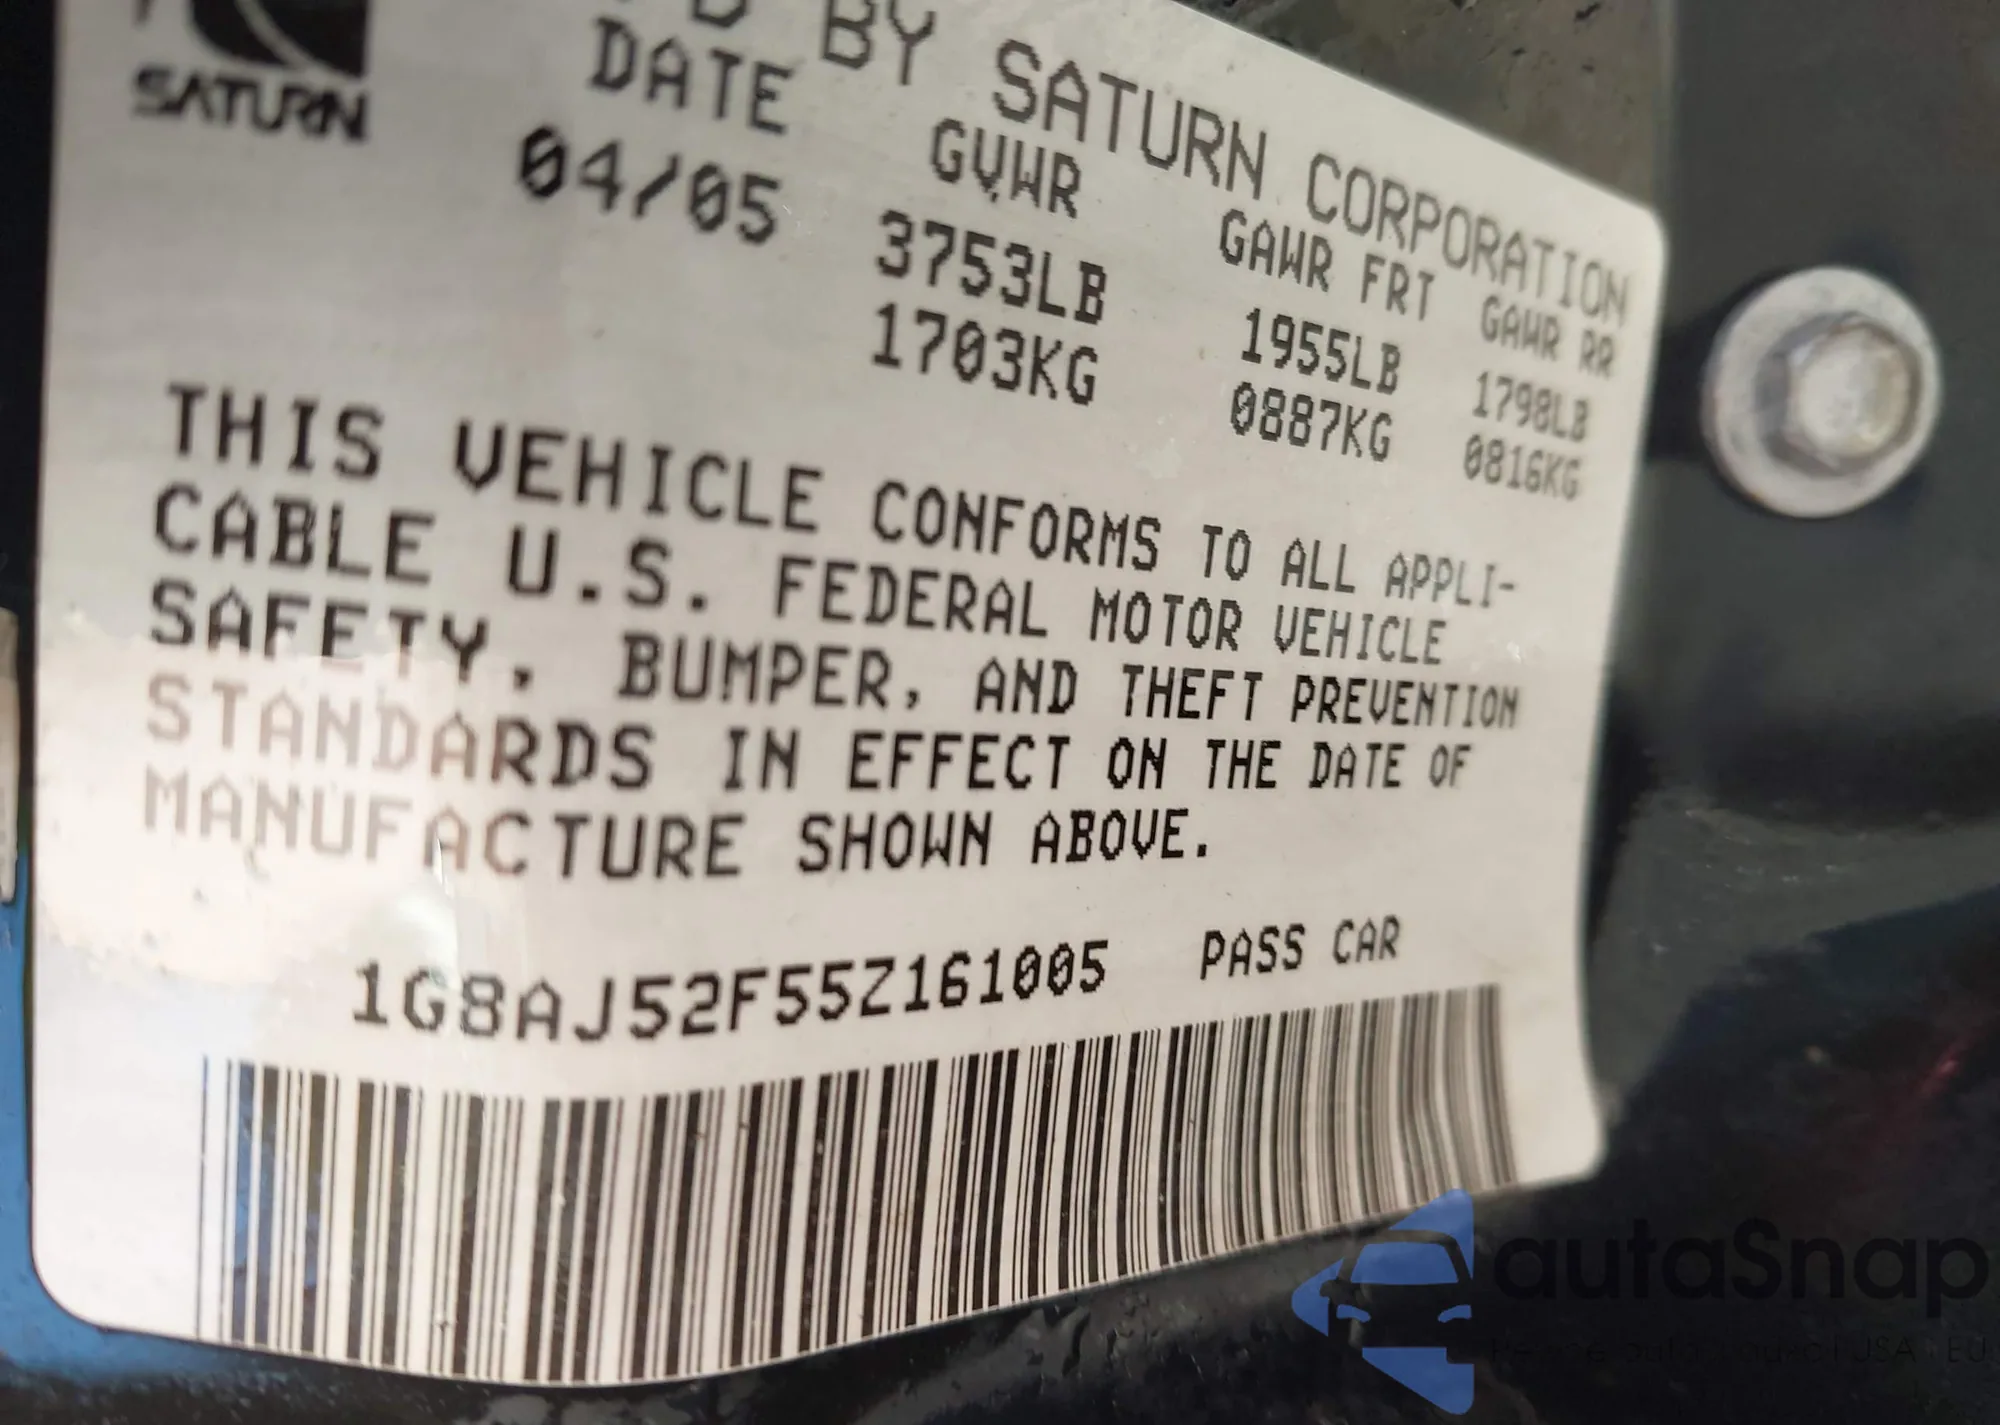 SATURN
BY SATURN CORPORATION
DATE GVWR GAWR FRT GAWR RR
04/05 3753LB 1955LB 1798LB
1703KG 0887KG 0816KG
THIS VEHICLE CONFORMS TO ALL APPLI-
CABLE U.S. FEDERAL MOTOR VEHICLE
SAFETY, BUMPER, AND THEFT PREVENTION
STANDARDS IN EFFECT ON THE DATE OF
MANUFACTURE SHOWN ABOVE.
1G8AJ52F55Z161005 PASS CAR
autaSnap